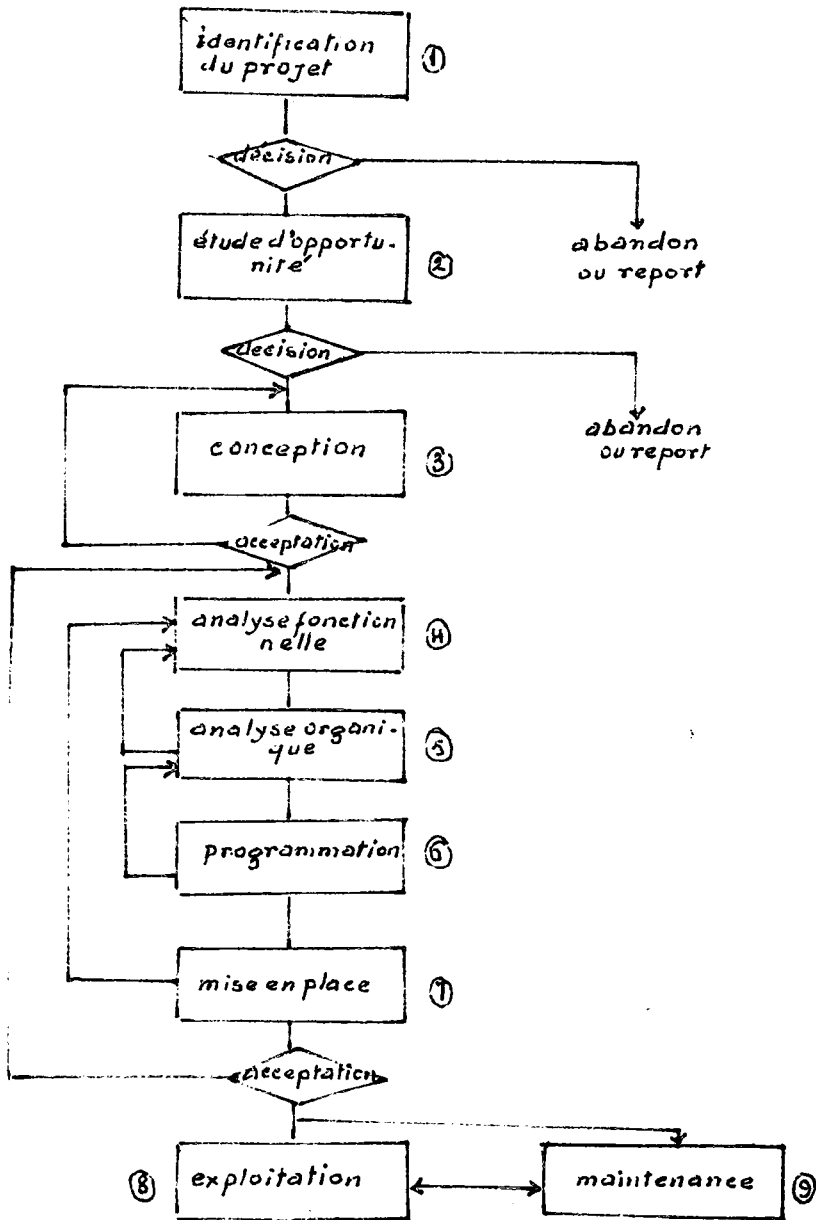 identification
du projet
①
décision
étude d'opportu-
nité
②
abandon
ou report
decision
conception
③
abandon
ou report
acceptation
analyse fonction
nelle
④
analyse organi-
que
⑤
programmation
⑥
mise en place
⑦
acceptation
⑧
exploitation
maintenance
⑨